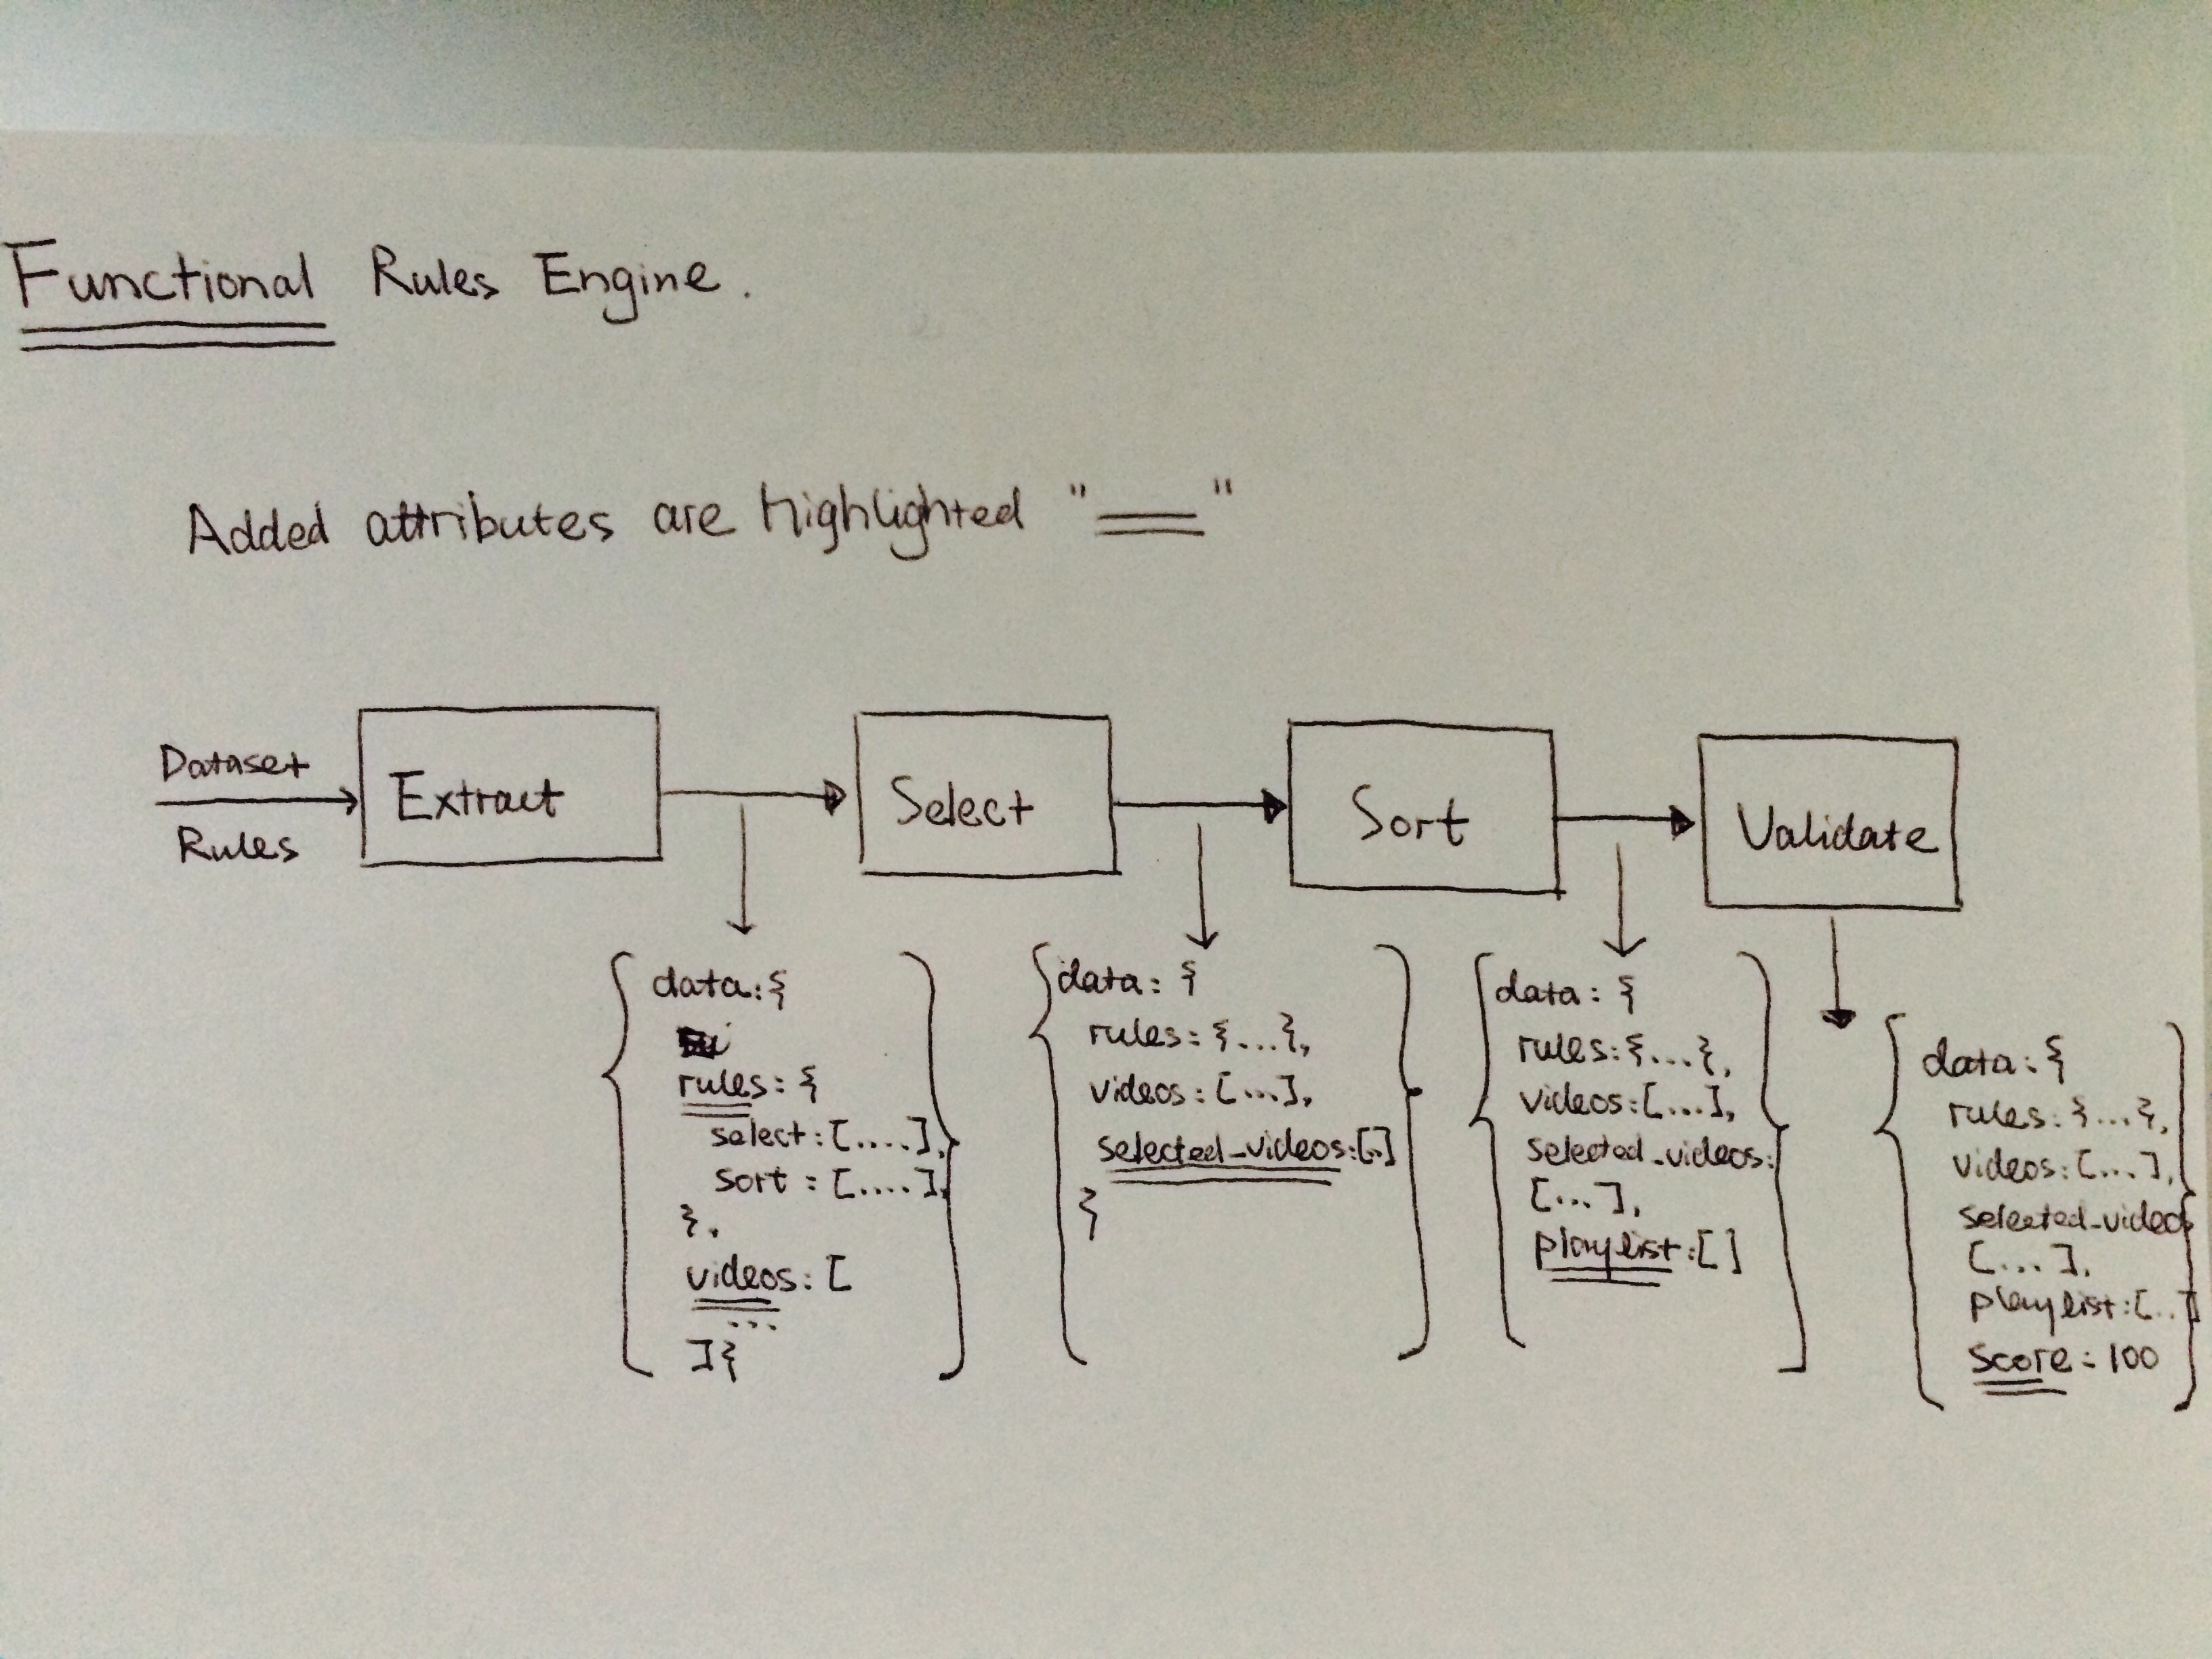 Functional Rules Engine.
Added attributes are highlighted "══"
Dataset
Rules
Extract
Select
Sort
Validate
data:{
rules:{
select:[....],
sort:[....],
},
videos:[
...
]}
data:{
rules:{...},
videos:[...],
selected_videos:[..]
}
data:{
rules:{...},
videos:[...],
selected_videos:
[...],
playlist:[]
data:{
rules:{...},
videos:[...],
selected_videos
[...],
playlist:[..]
score:100